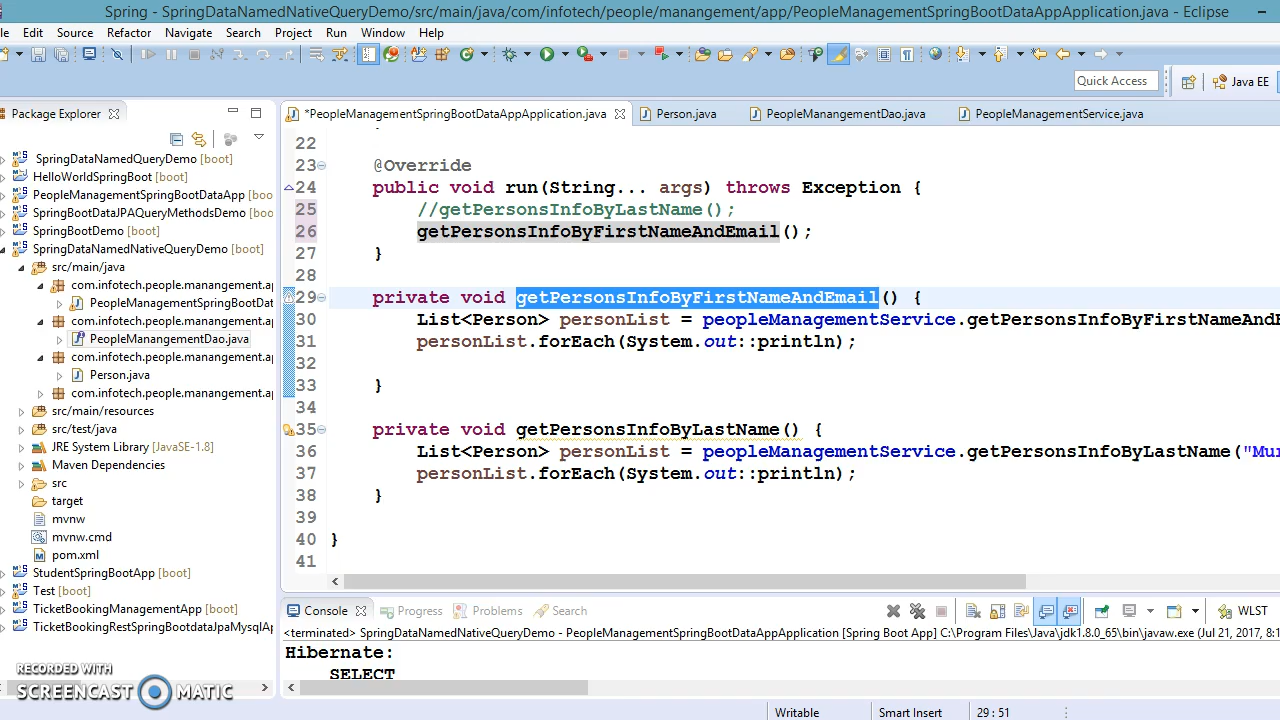 Spring - SpringDataNamedNativeQueryDemo/src/main/java/com/infotech/people/manangement/app/PeopleManagementSpringBootDataAppApplication.java - Eclipse
le Edit Source Refactor Navigate Search Project Run Window Help
Quick Access
Java EE
Package Explorer
*PeopleManagementSpringBootDataAppApplication.java
Person.java
PeopleManangementDao.java
PeopleManagementService.java
SpringDataNamedQueryDemo [boot]
HelloWorldSpringBoot [boot]
PeopleManagementSpringBootDataApp [boot]
SpringBootDataJPAQueryMethodsDemo [boot]
SpringBootDemo [boot]
SpringDataNamedNativeQueryDemo [boot]
src/main/java
com.infotech.people.manangement.a
PeopleManagementSpringBootDat
com.infotech.people.manangement.a
PeopleManangementDao.java
com.infotech.people.manangement.a
Person.java
com.infotech.people.manangement.a
src/main/resources
src/test/java
JRE System Library [JavaSE-1.8]
Maven Dependencies
src
target
mvnw
mvnw.cmd
pom.xml
StudentSpringBootApp [boot]
Test [boot]
TicketBookingManagementApp [boot]
TicketBookingRestSpringBootdataJpaMysqlAp
22
23 @Override
24 public void run(String... args) throws Exception {
25 //getPersonsInfoByLastName();
26 getPersonsInfoByFirstNameAndEmail();
27 }
28
29 private void getPersonsInfoByFirstNameAndEmail() {
30 List<Person> personList = peopleManagementService.getPersonsInfoByFirstNameAndE
31 personList.forEach(System.out::println);
32
33 }
34
35 private void getPersonsInfoByLastName() {
36 List<Person> personList = peopleManagementService.getPersonsInfoByLastName("Mur
37 personList.forEach(System.out::println);
38 }
39
40 }
41
Console Progress Problems Search
WLST
<terminated> SpringDataNamedNativeQueryDemo - PeopleManagementSpringBootDataAppApplication [Spring Boot App] C:\Program Files\Java\jdk1.8.0_65\bin\javaw.exe (Jul 21, 2017, 8:1
Hibernate:
SELECT
RECORDED WITH
SCREENCAST MATIC
Writable
Smart Insert
29 : 51